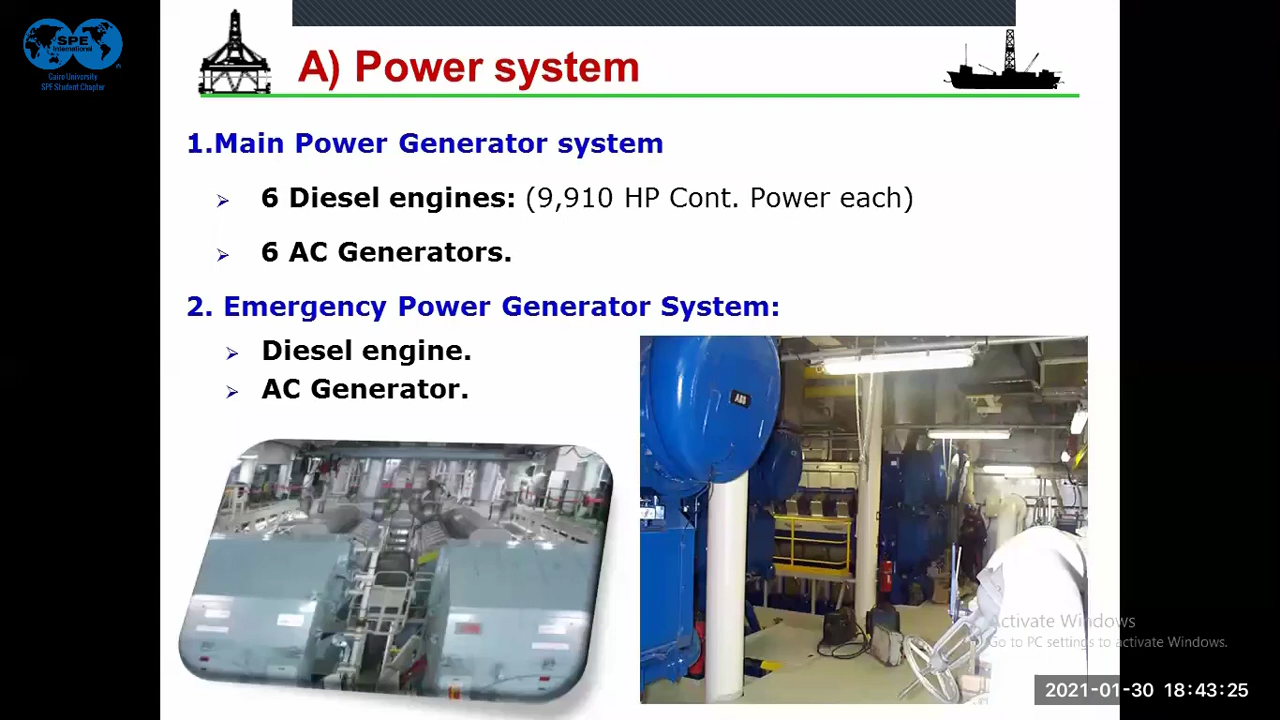 SPE
International
Cairo University
SPE Student Chapter
A) Power system
1.Main Power Generator system
6 Diesel engines: (9,910 HP Cont. Power each)
6 AC Generators.
2. Emergency Power Generator System:
Diesel engine.
AC Generator.
ABB
Activate Windows
Go to PC settings to activate Windows.
2021-01-30 18:43:25